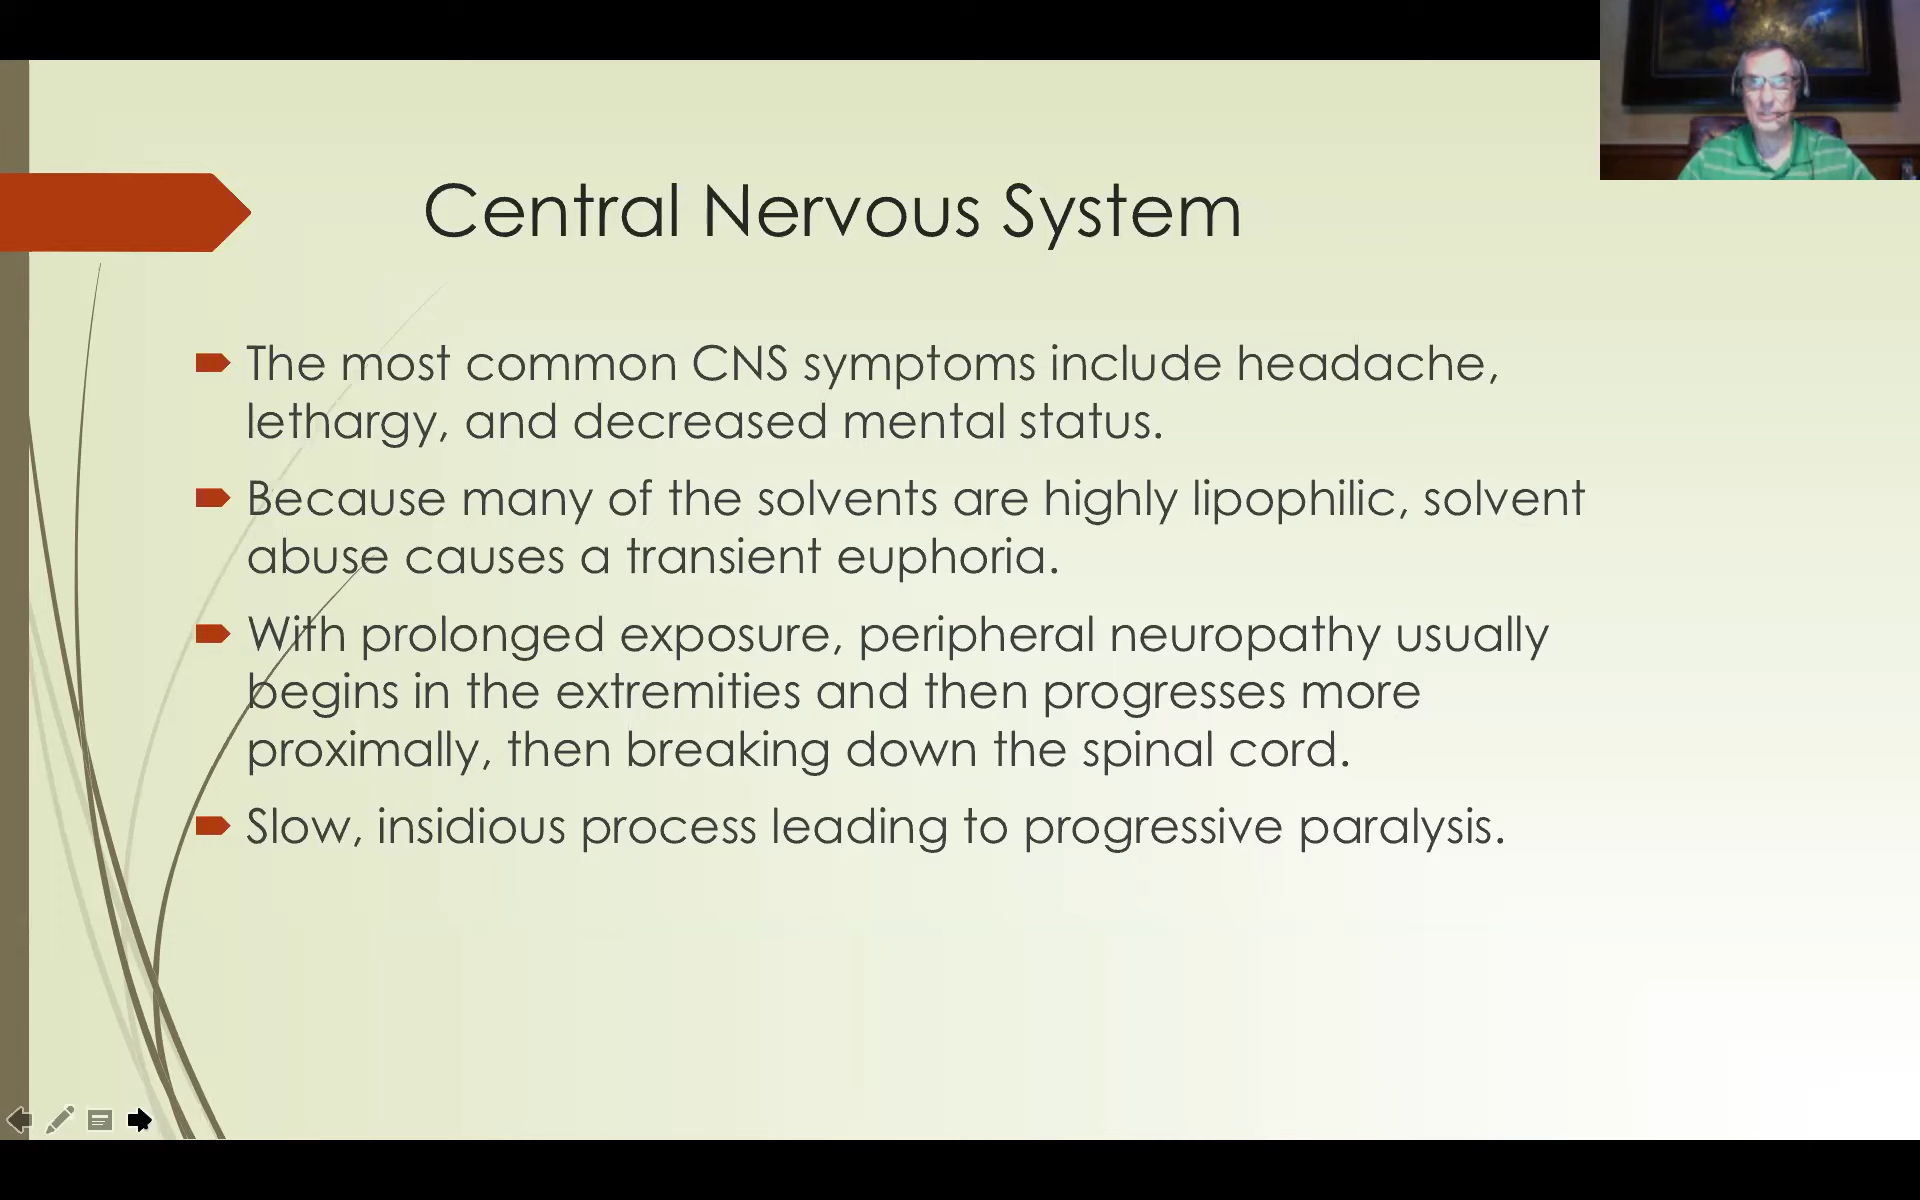 Central Nervous System
The most common CNS symptoms include headache,
lethargy, and decreased mental status.
Because many of the solvents are highly lipophilic, solvent
abuse causes a transient euphoria.
With prolonged exposure, peripheral neuropathy usually
begins in the extremities and then progresses more
proximally, then breaking down the spinal cord.
Slow, insidious process leading to progressive paralysis.